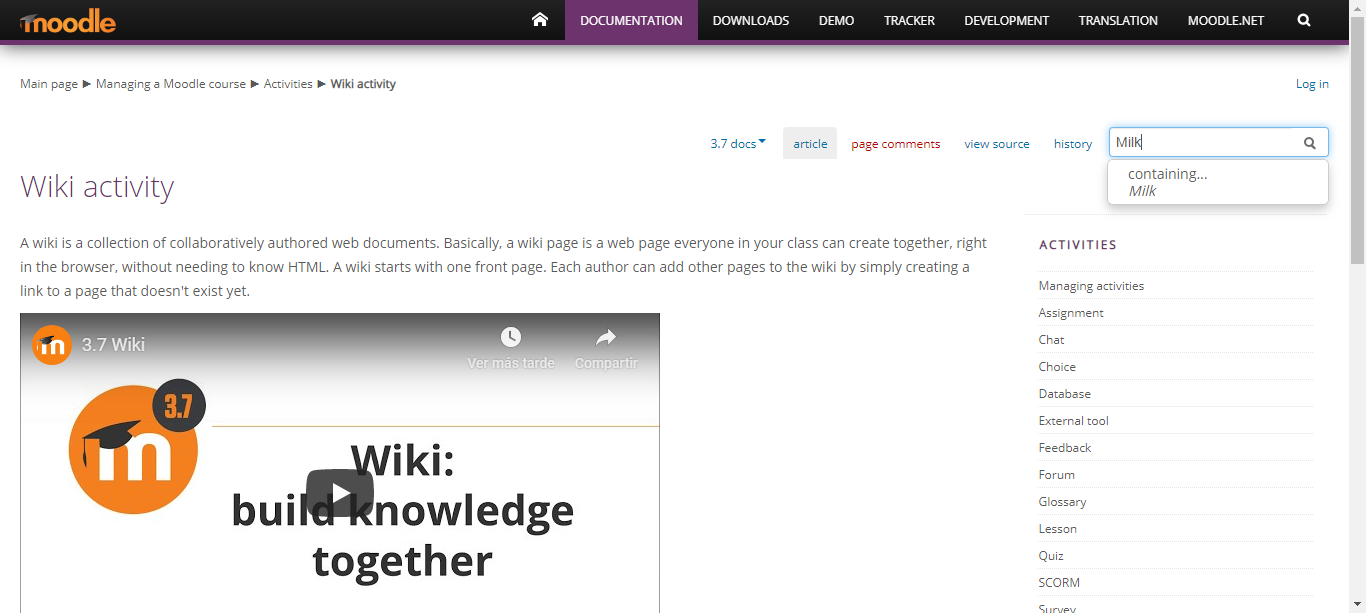 moodle
DOCUMENTATION DOWNLOADS DEMO TRACKER DEVELOPMENT TRANSLATION MOODLE.NET
Main page ► Managing a Moodle course ► Activities ► Wiki activity
Log in
3.7 docs article page comments view source history Milk
containing...
Milk
Wiki activity
A wiki is a collection of collaboratively authored web documents. Basically, a wiki page is a web page everyone in your class can create together, right
in the browser, without needing to know HTML. A wiki starts with one front page. Each author can add other pages to the wiki by simply creating a
link to a page that doesn't exist yet.
m 3.7 Wiki
Ver más tarde Compartir
3.7
m
Wiki:
build knowledge
together
ACTIVITIES
Managing activities
Assignment
Chat
Choice
Database
External tool
Feedback
Forum
Glossary
Lesson
Quiz
SCORM
Survey